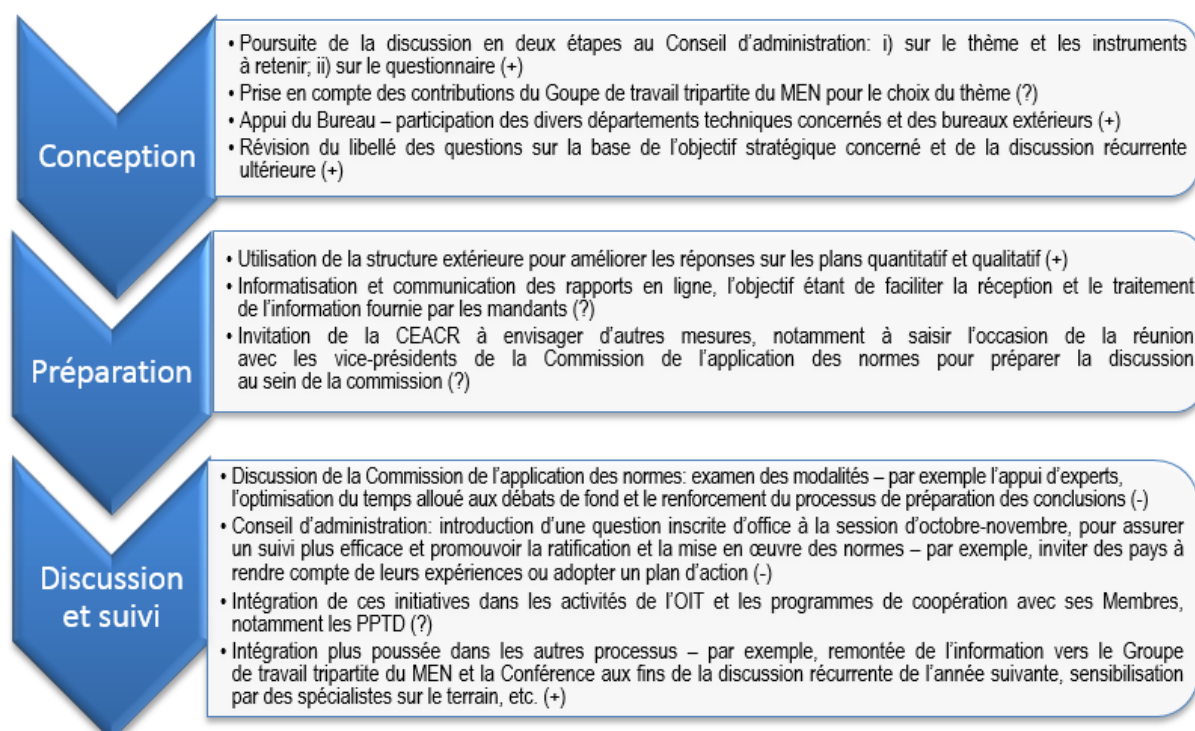 Conception
• Poursuite de la discussion en deux étapes au Conseil d'administration: i) sur le thème et les instruments
à retenir; ii) sur le questionnaire (+)
• Prise en compte des contributions du Goupe de travail tripartite du MEN pour le choix du thème (?)
• Appui du Bureau – participation des divers départements techniques concernés et des bureaux extérieurs (+)
• Révision du libellé des questions sur la base de l'objectif stratégique concerné et de la discussion récurrente
ultérieure (+)
Préparation
• Utilisation de la structure extérieure pour améliorer les réponses sur les plans quantitatif et qualitatif (+)
• Informatisation et communication des rapports en ligne, l'objectif étant de faciliter la réception et le traitement
de l'information fournie par les mandants (?)
• Invitation de la CEACR à envisager d'autres mesures, notamment à saisir l'occasion de la réunion
avec les vice-présidents de la Commission de l'application des normes pour préparer la discussion
au sein de la commission (?)
Discussion
et suivi
• Discussion de la Commission de l'application des normes: examen des modalités – par exemple l'appui d'experts,
l'optimisation du temps alloué aux débats de fond et le renforcement du processus de préparation des conclusions (-)
• Conseil d'administration: introduction d'une question inscrite d'office à la session d'octobre-novembre, pour assurer
un suivi plus efficace et promouvoir la ratification et la mise en œuvre des normes – par exemple, inviter des pays à
rendre compte de leurs expériences ou adopter un plan d'action (-)
• Intégration de ces initiatives dans les activités de l'OIT et les programmes de coopération avec ses Membres,
notamment les PPTD (?)
• Intégration plus poussée dans les autres processus – par exemple, remontée de l'information vers le Groupe
de travail tripartite du MEN et la Conférence aux fins de la discussion récurrente de l'année suivante, sensibilisation
par des spécialistes sur le terrain, etc. (+)